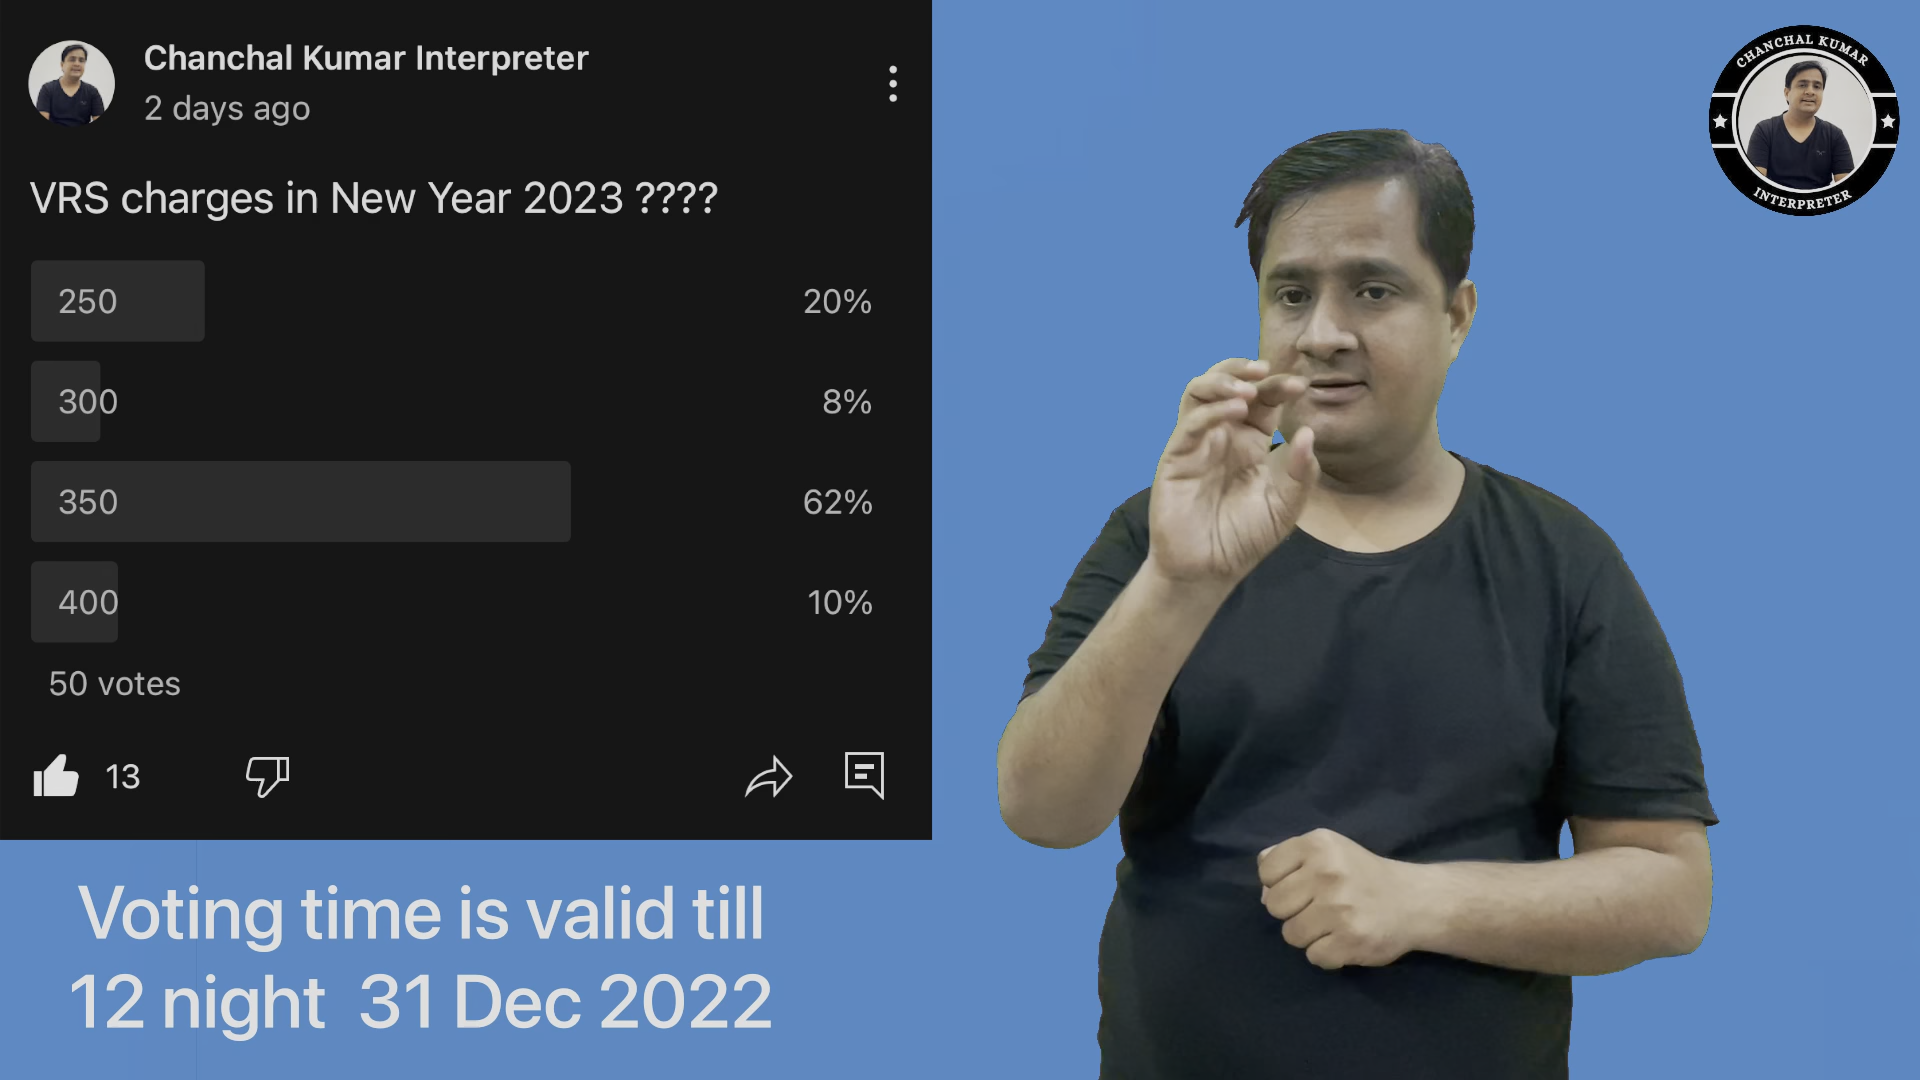 Chanchal Kumar Interpreter
2 days ago
VRS charges in New Year 2023 ????
250 20%
300 8%
350 62%
400 10%
50 votes
13
Voting time is valid till
12 night 31 Dec 2022
CHANCHAL KUMAR
INTERPRETER